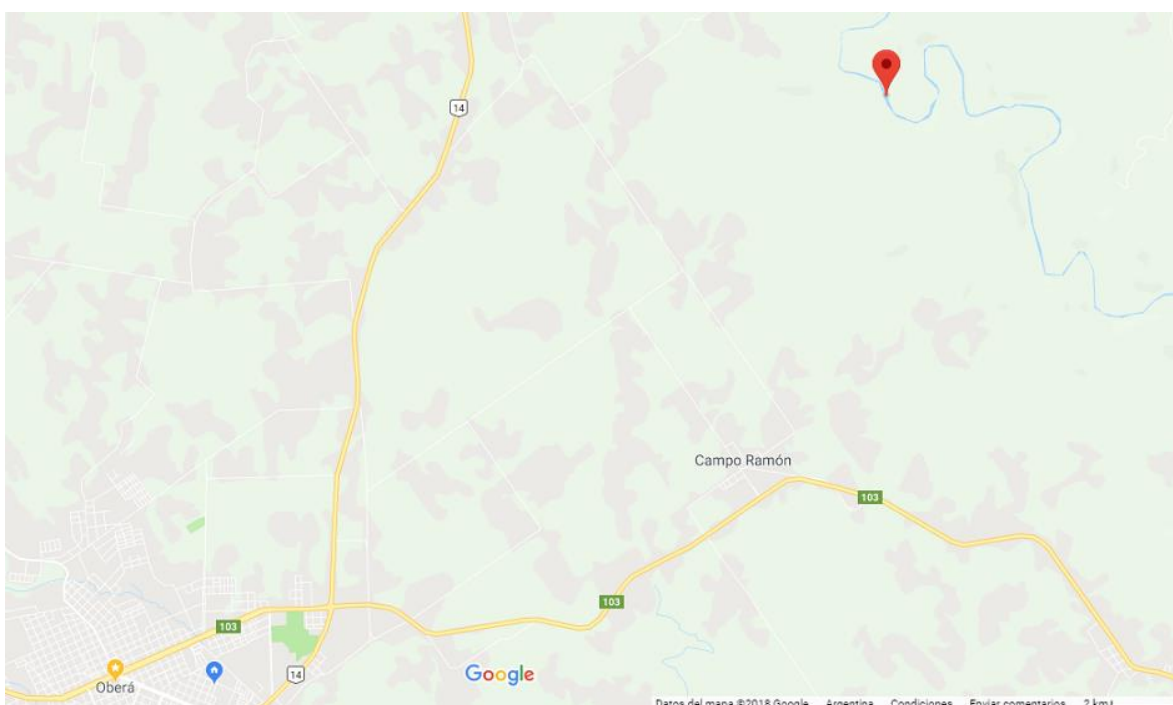 14
Campo Ramón
103
103
103
14
Google
Oberá
Datos del mapa ©2018 Google Argentina Condiciones Enviar comentarios 2 km